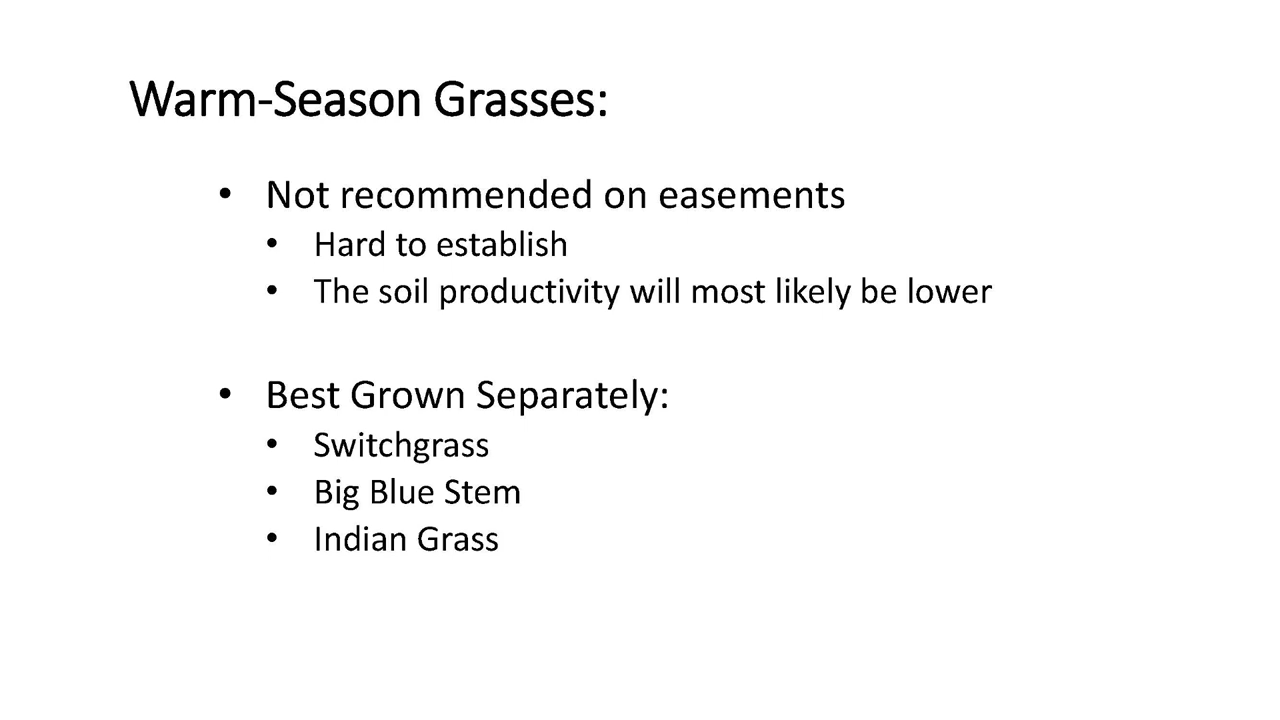 Warm-Season Grasses:
• Not recommended on easements
• Hard to establish
• The soil productivity will most likely be lower
• Best Grown Separately:
• Switchgrass
• Big Blue Stem
• Indian Grass